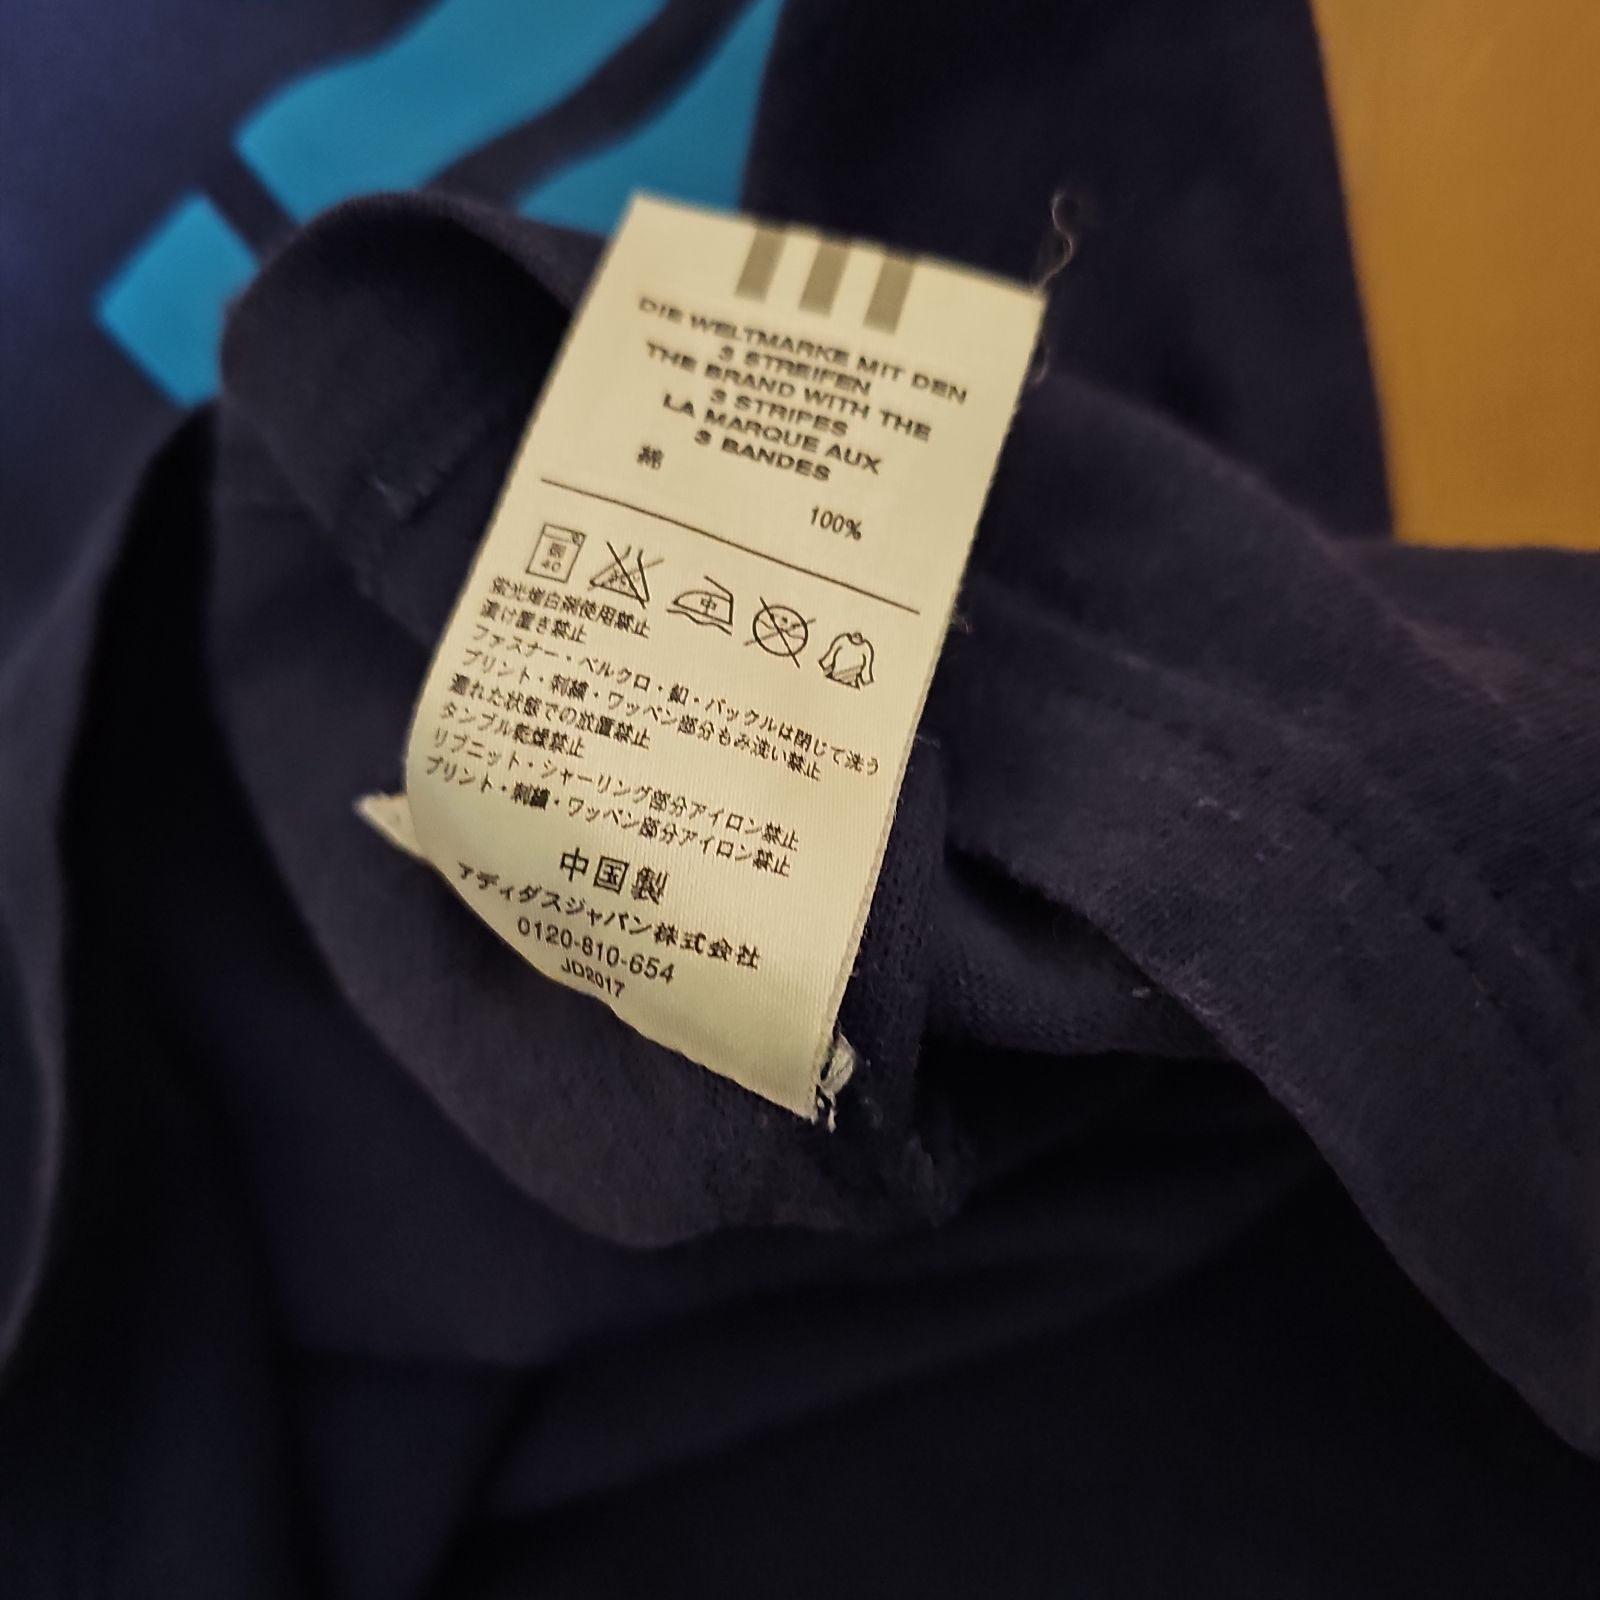 DIE WELTMARKE MIT DEN
3 STREIFEN
THE BRAND WITH THE
3 STRIPES
LA MARQUE AUX
3 BANDES
綿 100%
40
中
蛍光増白剤使用禁止
漬け置き禁止
ファスナー・ベルクロ・釦・バックルは閉じて洗う
プリント・刺繍・ワッペン部分もみ洗い禁止
濡れた状態での放置禁止
タンブル乾燥禁止
リブニット・シャーリング部分アイロン禁止
プリント・刺繍・ワッペン部分アイロン禁止
中国製
アディダスジャパン株式会社
0120-810-654
JD2017